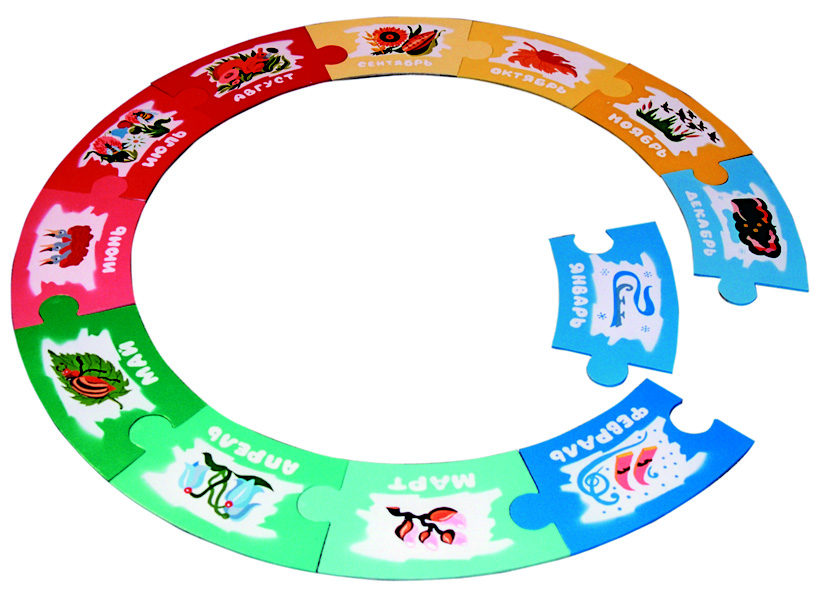 ЯНВАРЬ
ФЕВРАЛЬ
МАРТ
АПРЕЛЬ
МАЙ
ИЮНЬ
ИЮЛЬ
АВГУСТ
СЕНТЯБРЬ
ОКТЯБРЬ
НОЯБРЬ
ДЕКАБРЬ